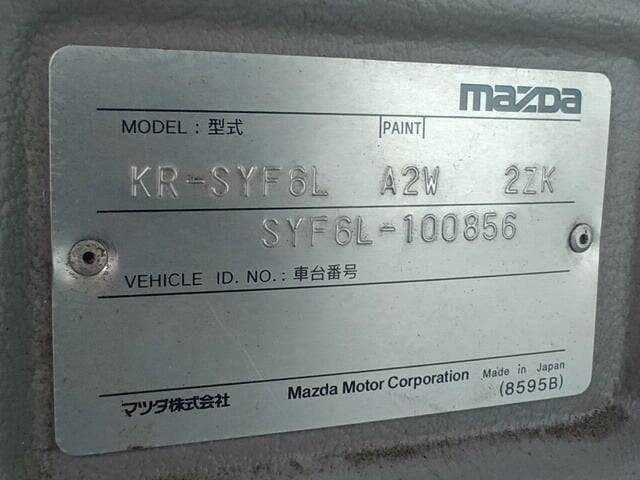 mazda
MODEL : 型式 PAINT
KR-SYF6L A2W 2ZK
SYF6L-100856
VEHICLE ID. NO. : 車台番号
マツダ株式会社 Mazda Motor Corporation Made in Japan
(8595B)